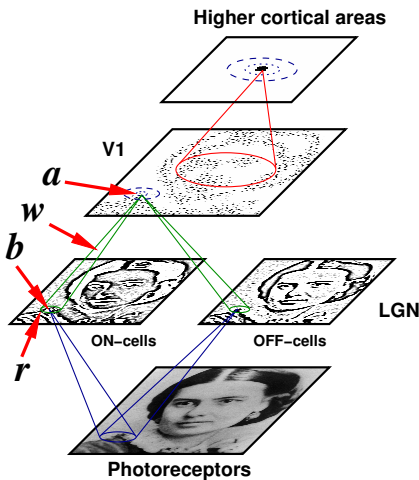 Higher cortical areas
V1
a
w
b
r
LGN
ON-cells
OFF-cells
Photoreceptors